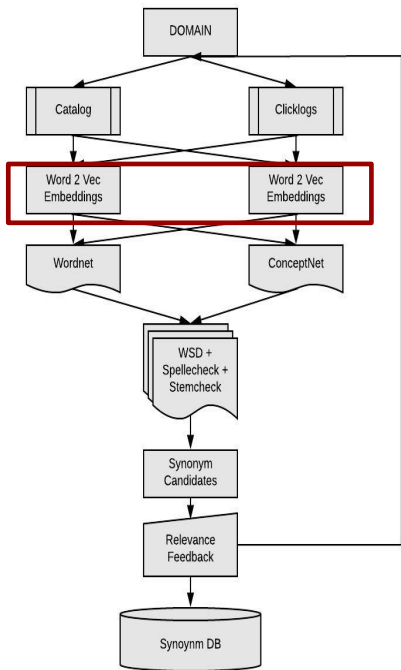 DOMAIN
Catalog
Clicklogs
Word 2 Vec
Embeddings
Word 2 Vec
Embeddings
Wordnet
ConceptNet
WSD +
Spellecheck +
Stemcheck
Synonym
Candidates
Relevance
Feedback
Synoynm DB